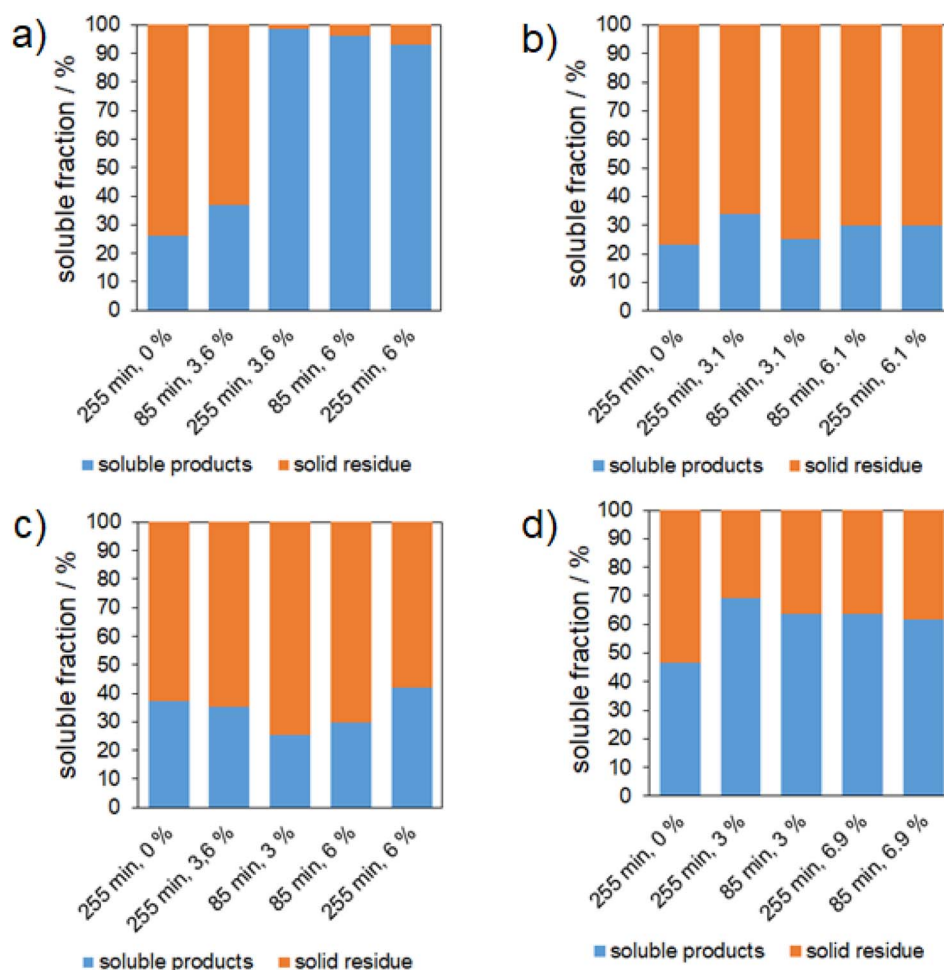 a)
soluble fraction / %
100
90
80
70
60
50
40
30
20
10
0
255 min, 0 %
85 min, 3.6 %
255 min, 3.6 %
85 min, 6 %
255 min, 6 %
soluble products solid residue
b)
soluble fraction / %
100
90
80
70
60
50
40
30
20
10
0
255 min, 0 %
255 min, 3.1 %
85 min, 3.1 %
85 min, 6.1 %
255 min, 6.1 %
soluble products solid residue
c)
soluble fraction / %
100
90
80
70
60
50
40
30
20
10
0
255 min, 0 %
255 min, 3,6 %
85 min, 3 %
85 min, 6 %
255 min, 6 %
soluble products solid residue
d)
soluble fraction / %
100
90
80
70
60
50
40
30
20
10
0
255 min, 0 %
255 min, 3 %
85 min, 3 %
255 min, 6.9 %
85 min, 6.9 %
soluble products solid residue